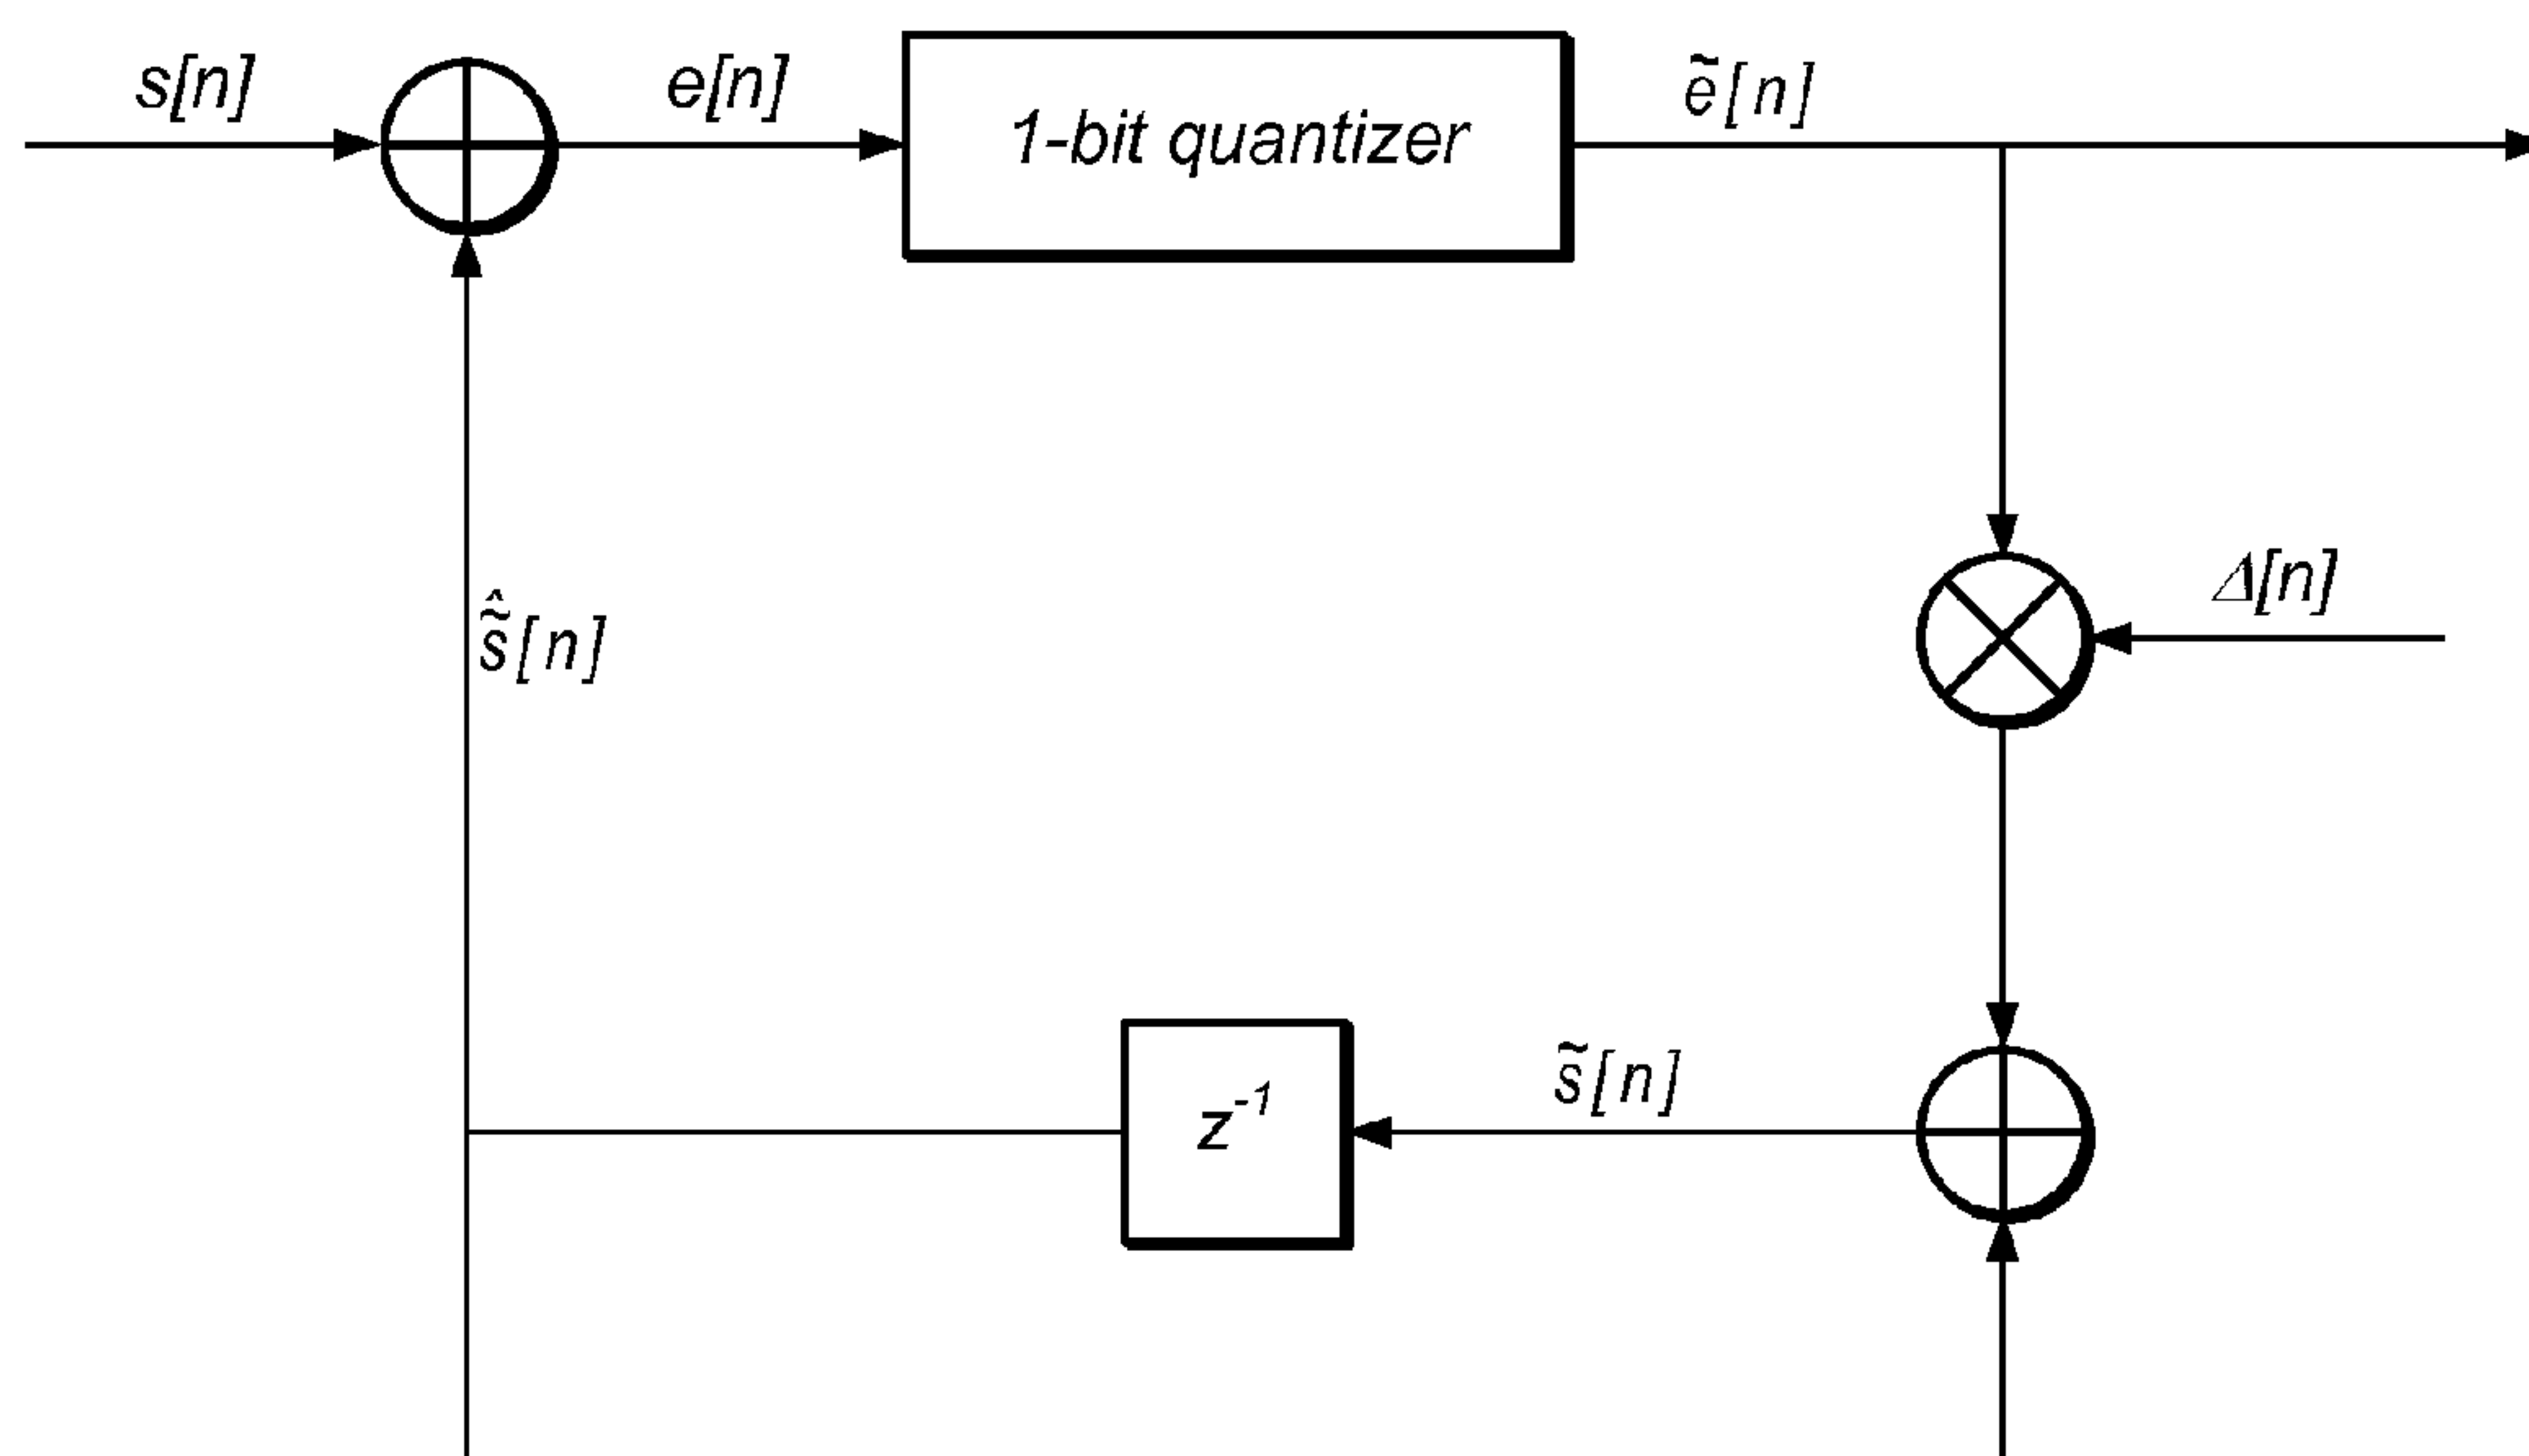 s[n]
e[n]
1-bit quantizer
ẽ[n]
Δ[n]
ŝ̃[n]
s̃[n]
z⁻¹